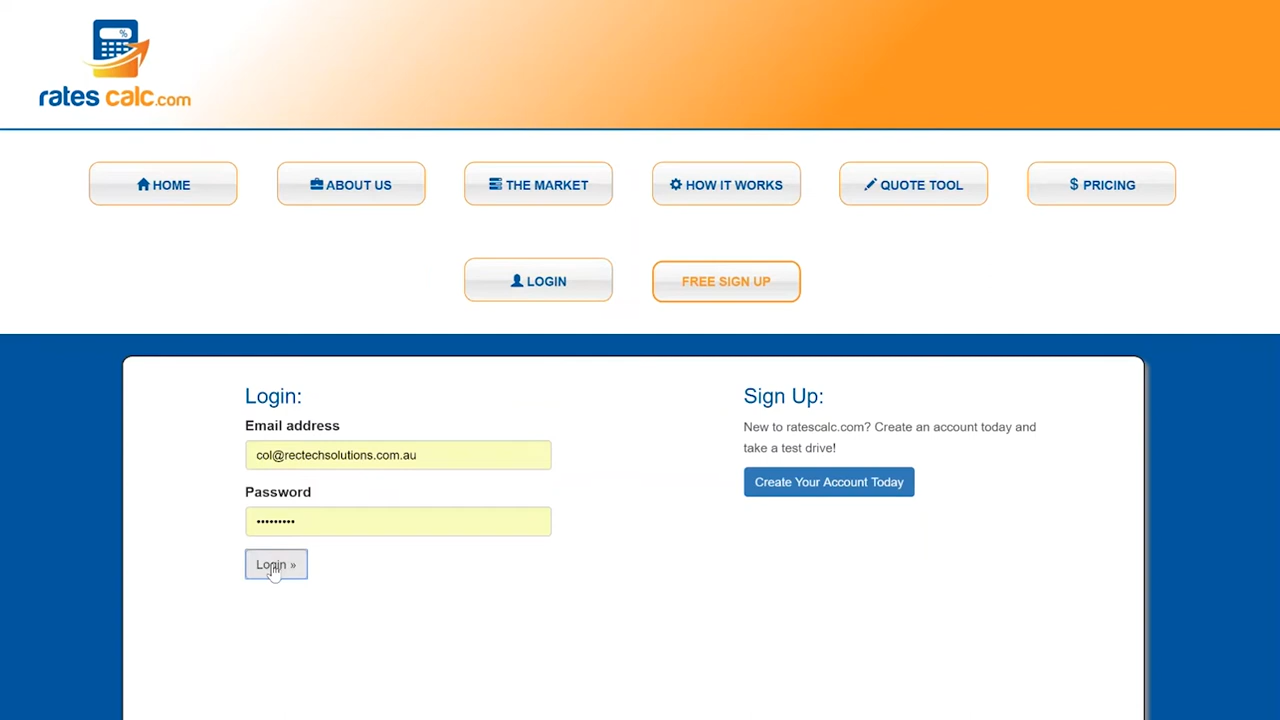 %
rates calc.com
HOME
ABOUT US
THE MARKET
HOW IT WORKS
QUOTE TOOL
$ PRICING
LOGIN
FREE SIGN UP
Login:
Email address
col@rectechsolutions.com.au
Password
•••••••••
Login »
Sign Up:
New to ratescalc.com? Create an account today and
take a test drive!
Create Your Account Today